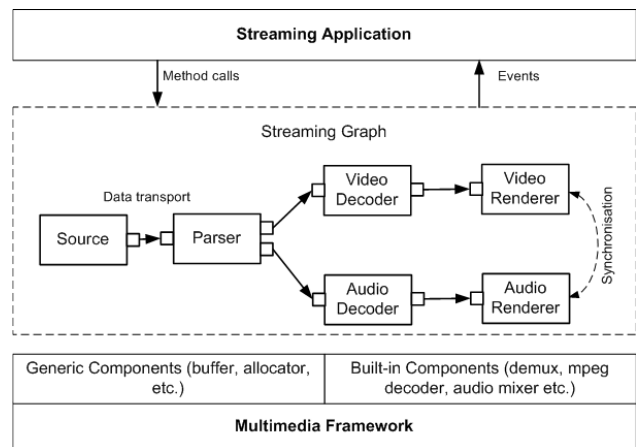 Streaming Application
Method calls
Events
Streaming Graph
Data transport
Source
Parser
Video
Decoder
Video
Renderer
Audio
Decoder
Audio
Renderer
Synchronisation
Generic Components (buffer, allocator,
etc.)
Built-in Components (demux, mpeg
decoder, audio mixer etc.)
Multimedia Framework